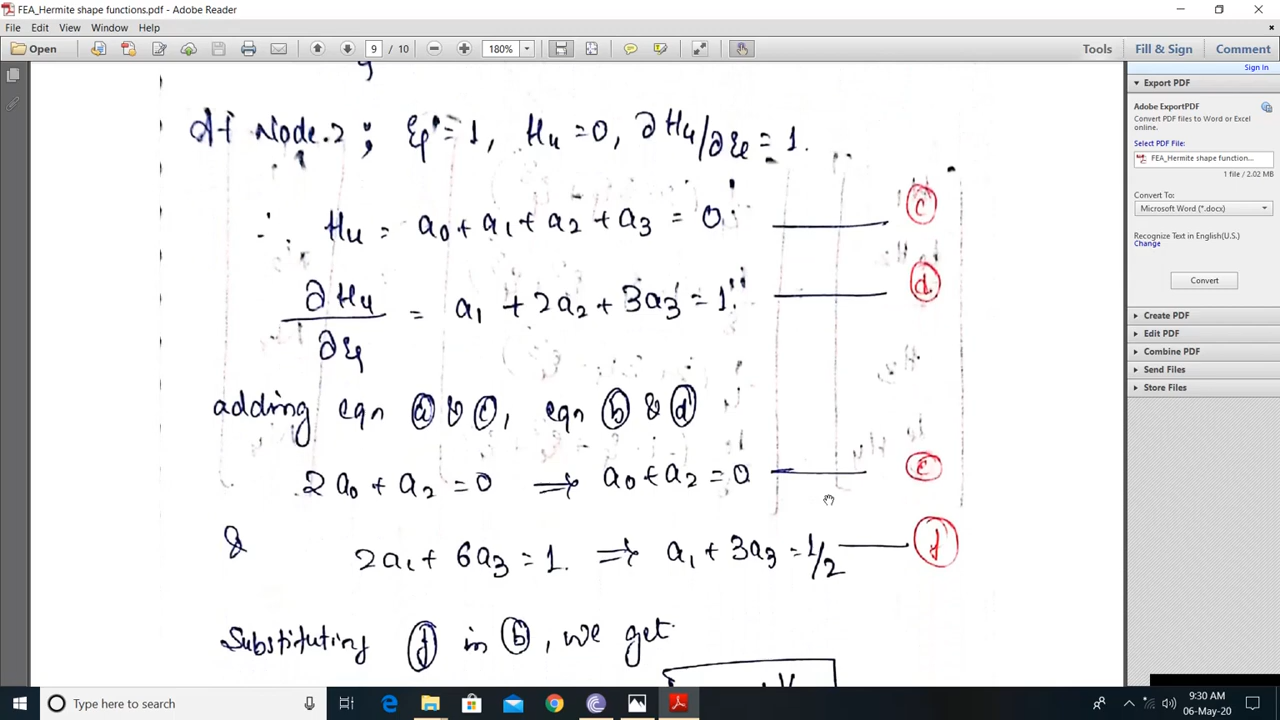 FEA_Hermite shape functions.pdf - Adobe Reader
File Edit View Window Help
Open 9 / 10 180% Tools Fill & Sign Comment
Sign In
Export PDF
Adobe ExportPDF
Convert PDF files to Word or Excel online.
Select PDF File:
FEA_Hermite shape function...
1 file / 2.02 MB
Convert To:
Microsoft Word (*.docx)
Recognize Text in English(U.S.)
Change
Convert
Create PDF
Edit PDF
Combine PDF
Send Files
Store Files
At Node.2 ; ξ = 1, H4 = 0, ∂H4/∂ξ = 1.
∴ H4 = a0 + a1 + a2 + a3 = 0 — (c)
∂H4/∂ξ = a1 + 2a2 + 3a3 = 1. — (d)
adding eqn (a) & (c), eqn (b) & (d)
2a0 + a2 = 0 ⟹ a0 + a2 = 0 — (e)
& 2a1 + 6a3 = 1. ⟹ a1 + 3a3 = 1/2 — (f)
Substituting (f) in (b), we get
Type here to search
9:30 AM
06-May-20